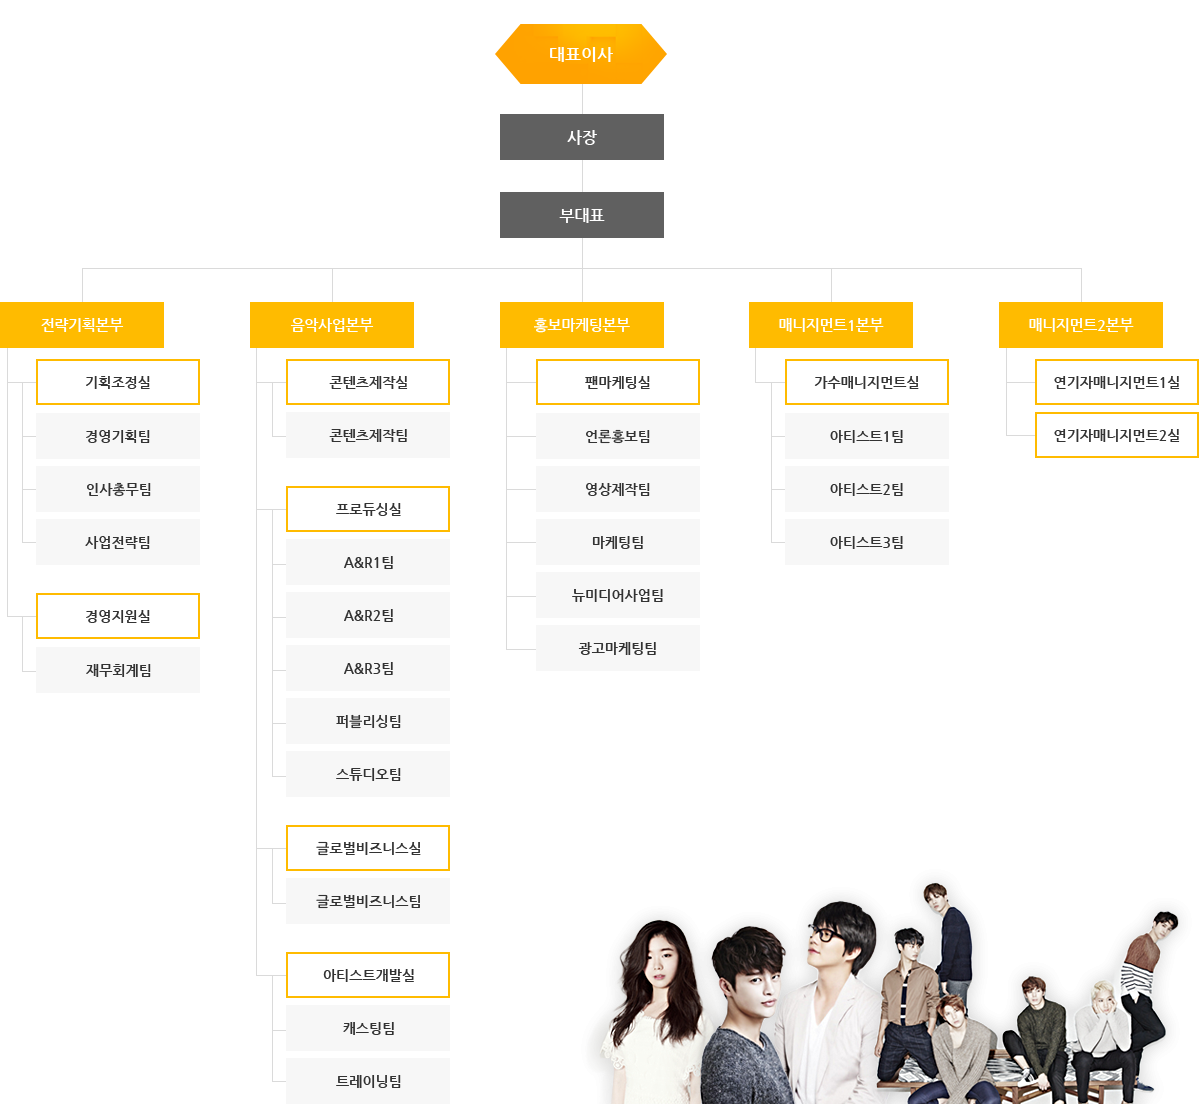 대표이사
사장
부대표
전략기획본부
기획조정실
경영기획팀
인사총무팀
사업전략팀
경영지원실
재무회계팀
음악사업본부
콘텐츠제작실
콘텐츠제작팀
프로듀싱실
A&R1팀
A&R2팀
A&R3팀
퍼블리싱팀
스튜디오팀
글로벌비즈니스실
글로벌비즈니스팀
아티스트개발실
캐스팅팀
트레이닝팀
홍보마케팅본부
팬마케팅실
언론홍보팀
영상제작팀
마케팅팀
뉴미디어사업팀
광고마케팅팀
매니지먼트1본부
가수매니지먼트실
아티스트1팀
아티스트2팀
아티스트3팀
매니지먼트2본부
연기자매니지먼트1실
연기자매니지먼트2실